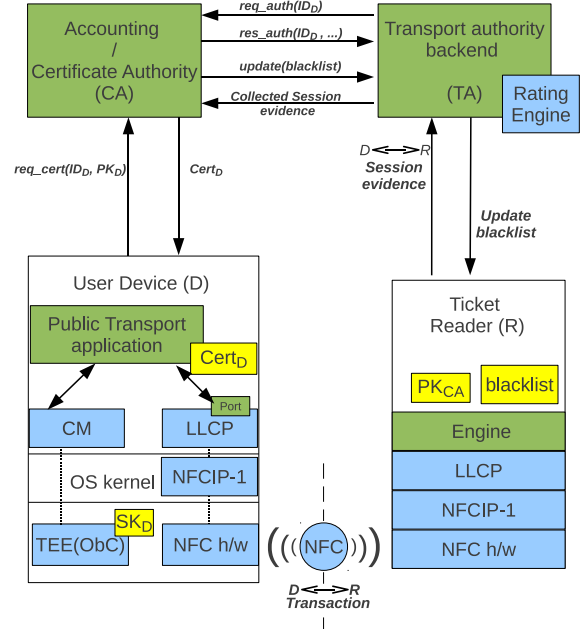 Accounting
/
Certificate Authority
(CA)
req_auth(ID_D)
res_auth(ID_D , ...)
update(blacklist)
Collected Session
evidence
Transport authority
backend
(TA)
Rating
Engine
req_cert(ID_D, PK_D)
Cert_D
D R
Session
evidence
Update
blacklist
User Device (D)
Public Transport
application
Cert_D
Port
CM
LLCP
OS kernel
NFCIP-1
SK_D
TEE(ObC)
NFC h/w
NFC
D R
Transaction
Ticket
Reader (R)
PK_CA
blacklist
Engine
LLCP
NFCIP-1
NFC h/w